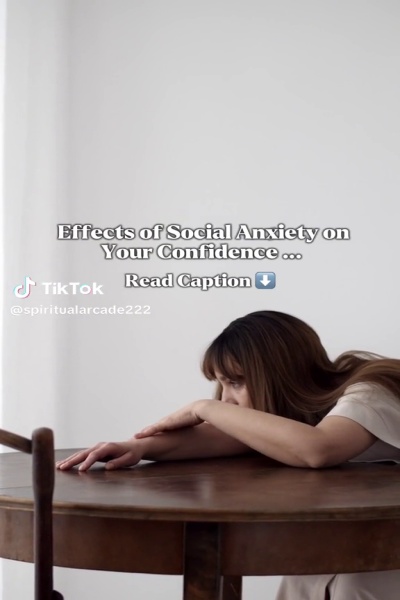 Effects of Social Anxiety on
Your Confidence ...
Read Caption ⬇️
TikTok
@spiritualarcade222